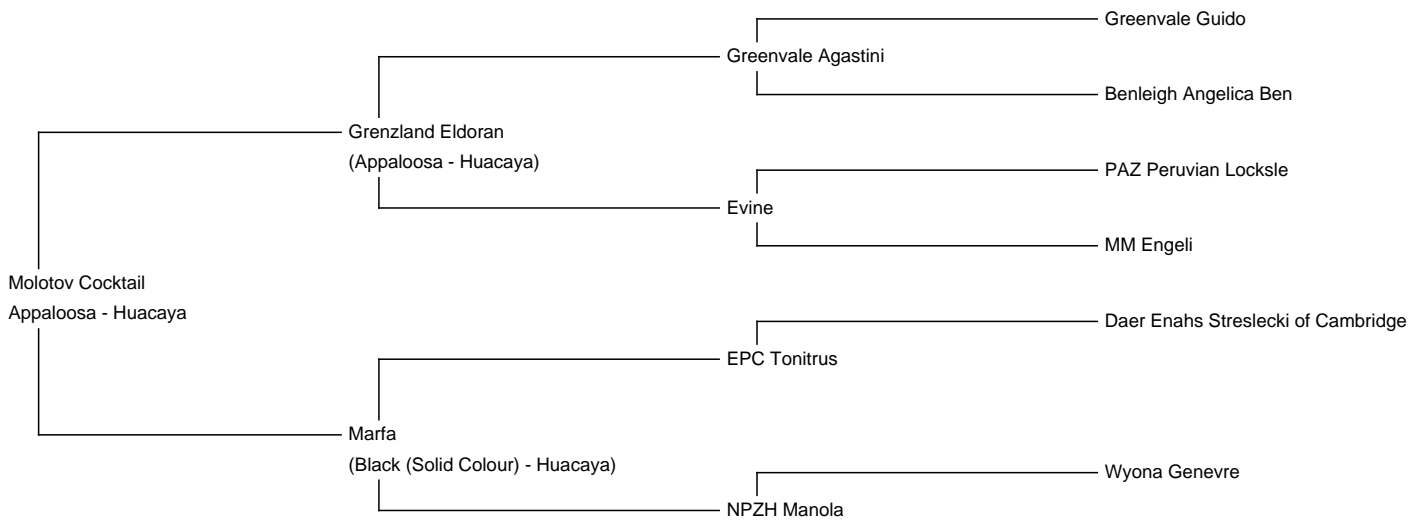 Greenvale Guido
Greenvale Agastini
Benleigh Angelica Ben
Grenzland Eldoran
(Appaloosa - Huacaya)
PAZ Peruvian Locksle
Evine
MM Engeli
Molotov Cocktail
Appaloosa - Huacaya
Daer Enahs Streslecki of Cambridge
EPC Tonitrus
Marfa
(Black (Solid Colour) - Huacaya)
Wyona Genevre
NPZH Manola